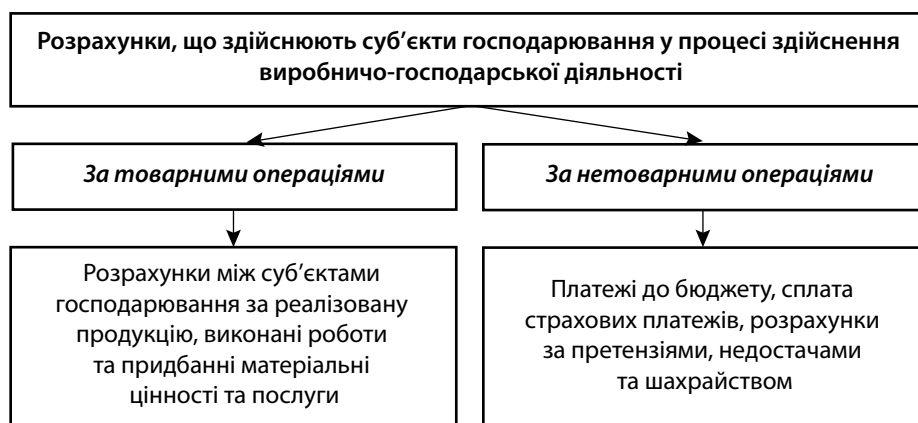 Розрахунки, що здійснюють суб’єкти господарювання у процесі здійснення
виробничо-господарської діяльності
За товарними операціями
За нетоварними операціями
Розрахунки між суб’єктами
господарювання за реалізовану
продукцію, виконані роботи
та придбанні матеріальні
цінності та послуги
Платежі до бюджету, сплата
страхових платежів, розрахунки
за претензіями, недостачами
та шахрайством